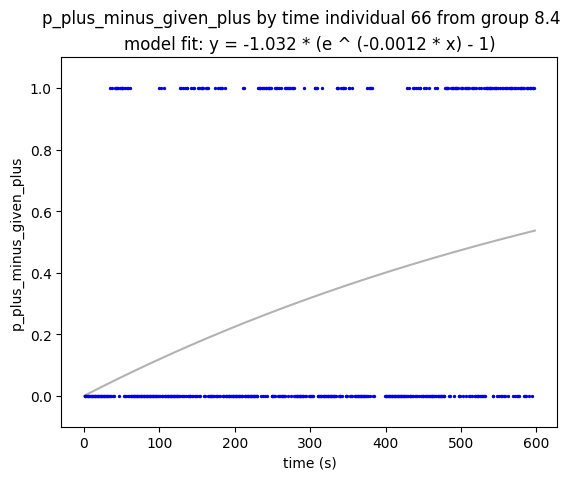 p_plus_minus_given_plus by time individual 66 from group 8.4
model fit: y = -1.032 * (e ^ (-0.0012 * x) - 1)
1.0
0.8
0.6
0.4
0.2
0.0
p_plus_minus_given_plus
0 100 200 300 400 500 600
time (s)